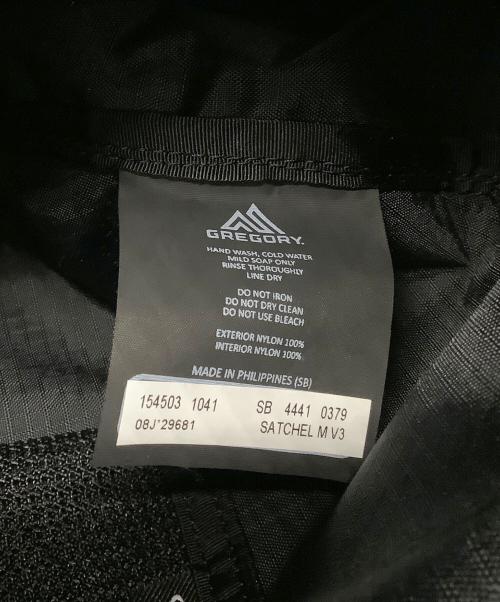 GREGORY.
HAND WASH, COLD WATER
MILD SOAP ONLY
RINSE THOROUGHLY
LINE DRY
DO NOT IRON
DO NOT DRY CLEAN
DO NOT USE BLEACH
EXTERIOR NYLON 100%
INTERIOR NYLON 100%
MADE IN PHILIPPINES (SB)
154503 1041 SB 4441 0379
08J*29681 SATCHEL M V3